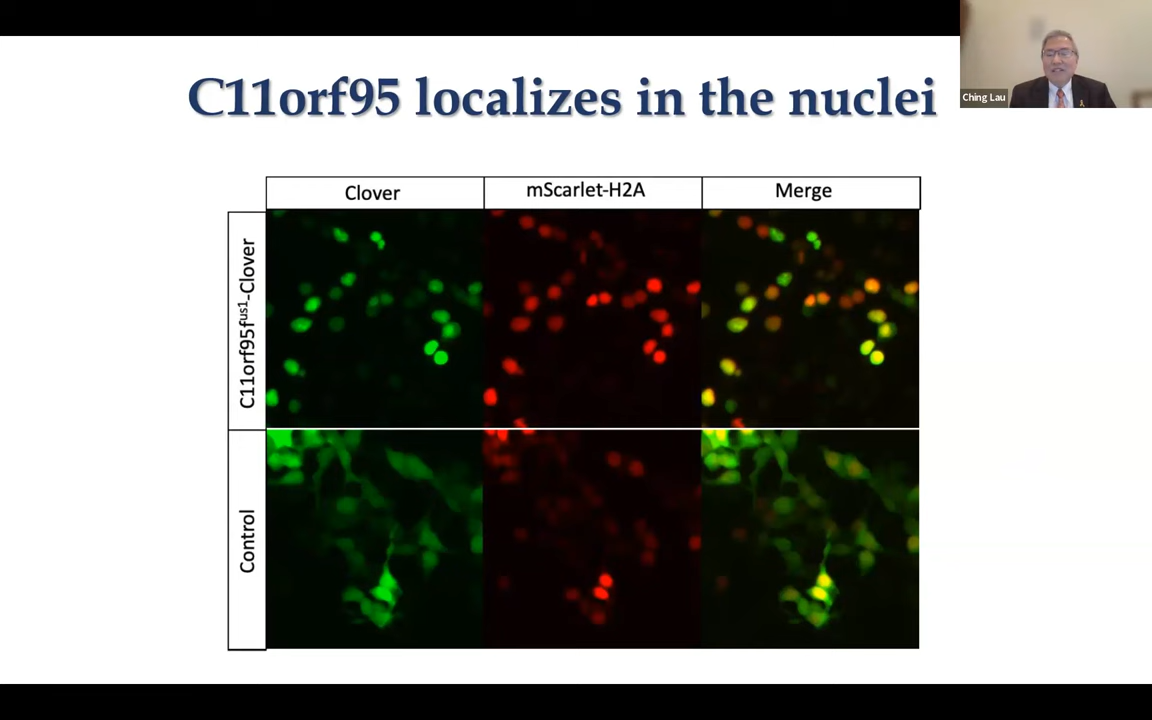 C11orf95 localizes in the nuclei
Ching Lau
Clover
mScarlet-H2A
Merge
C11orf95fus1-Clover
Control